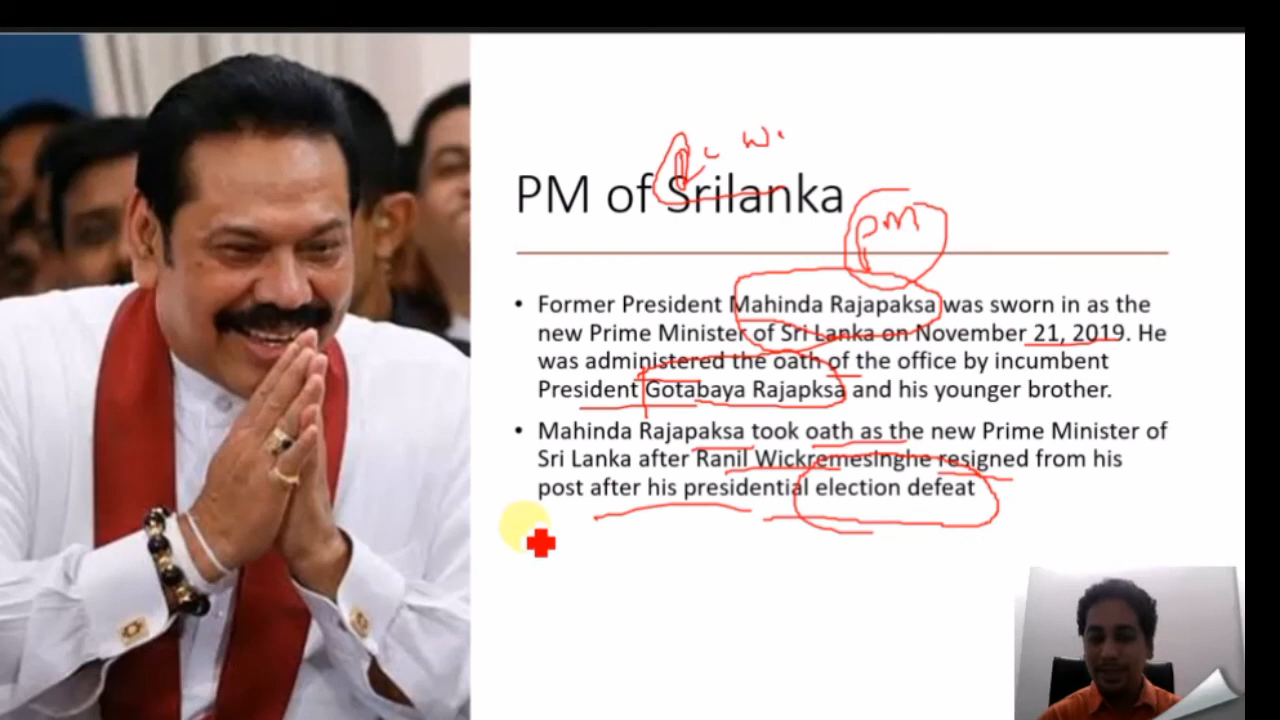 R. W.
PM of Srilanka
PM
• Former President Mahinda Rajapaksa was sworn in as the
new Prime Minister of Sri Lanka on November 21, 2019. He
was administered the oath of the office by incumbent
President Gotabaya Rajapksa and his younger brother.
• Mahinda Rajapaksa took oath as the new Prime Minister of
Sri Lanka after Ranil Wickremesinghe resigned from his
post after his presidential election defeat